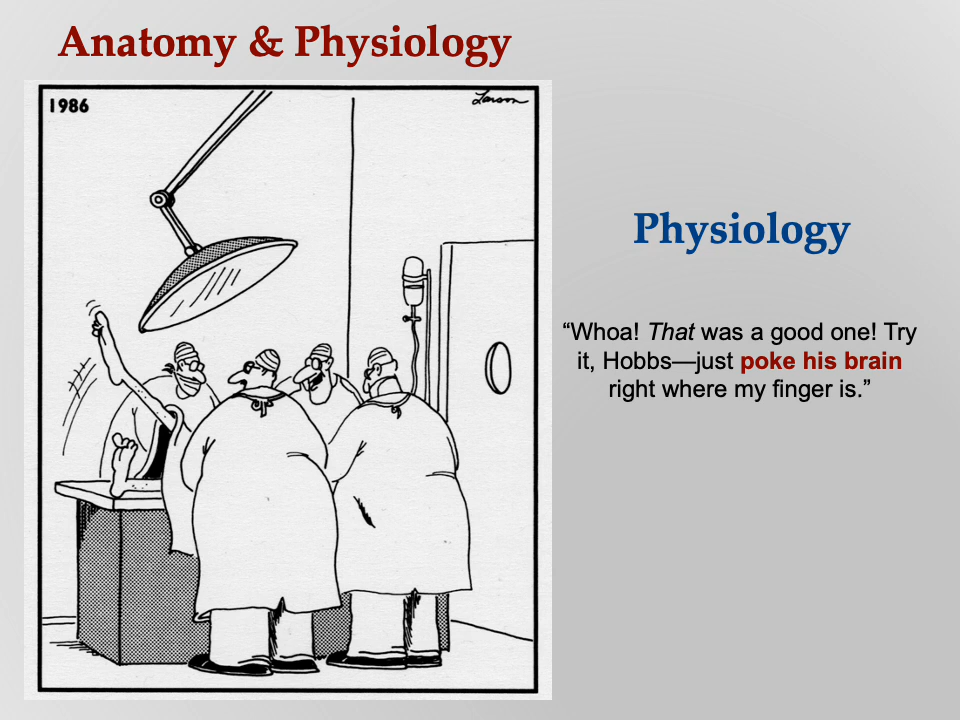 Anatomy & Physiology
1986
Larson
Physiology
“Whoa! That was a good one! Try
it, Hobbs—just poke his brain
right where my finger is.”